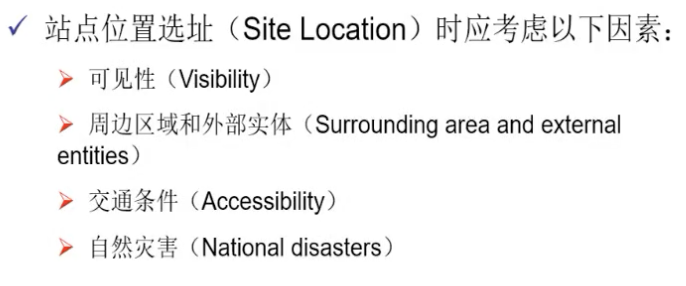 ✓ 站点位置选址（Site Location）时应考虑以下因素：
➤ 可见性（Visibility）
➤ 周边区域和外部实体（Surrounding area and external
entities）
➤ 交通条件（Accessibility）
➤ 自然灾害（National disasters）